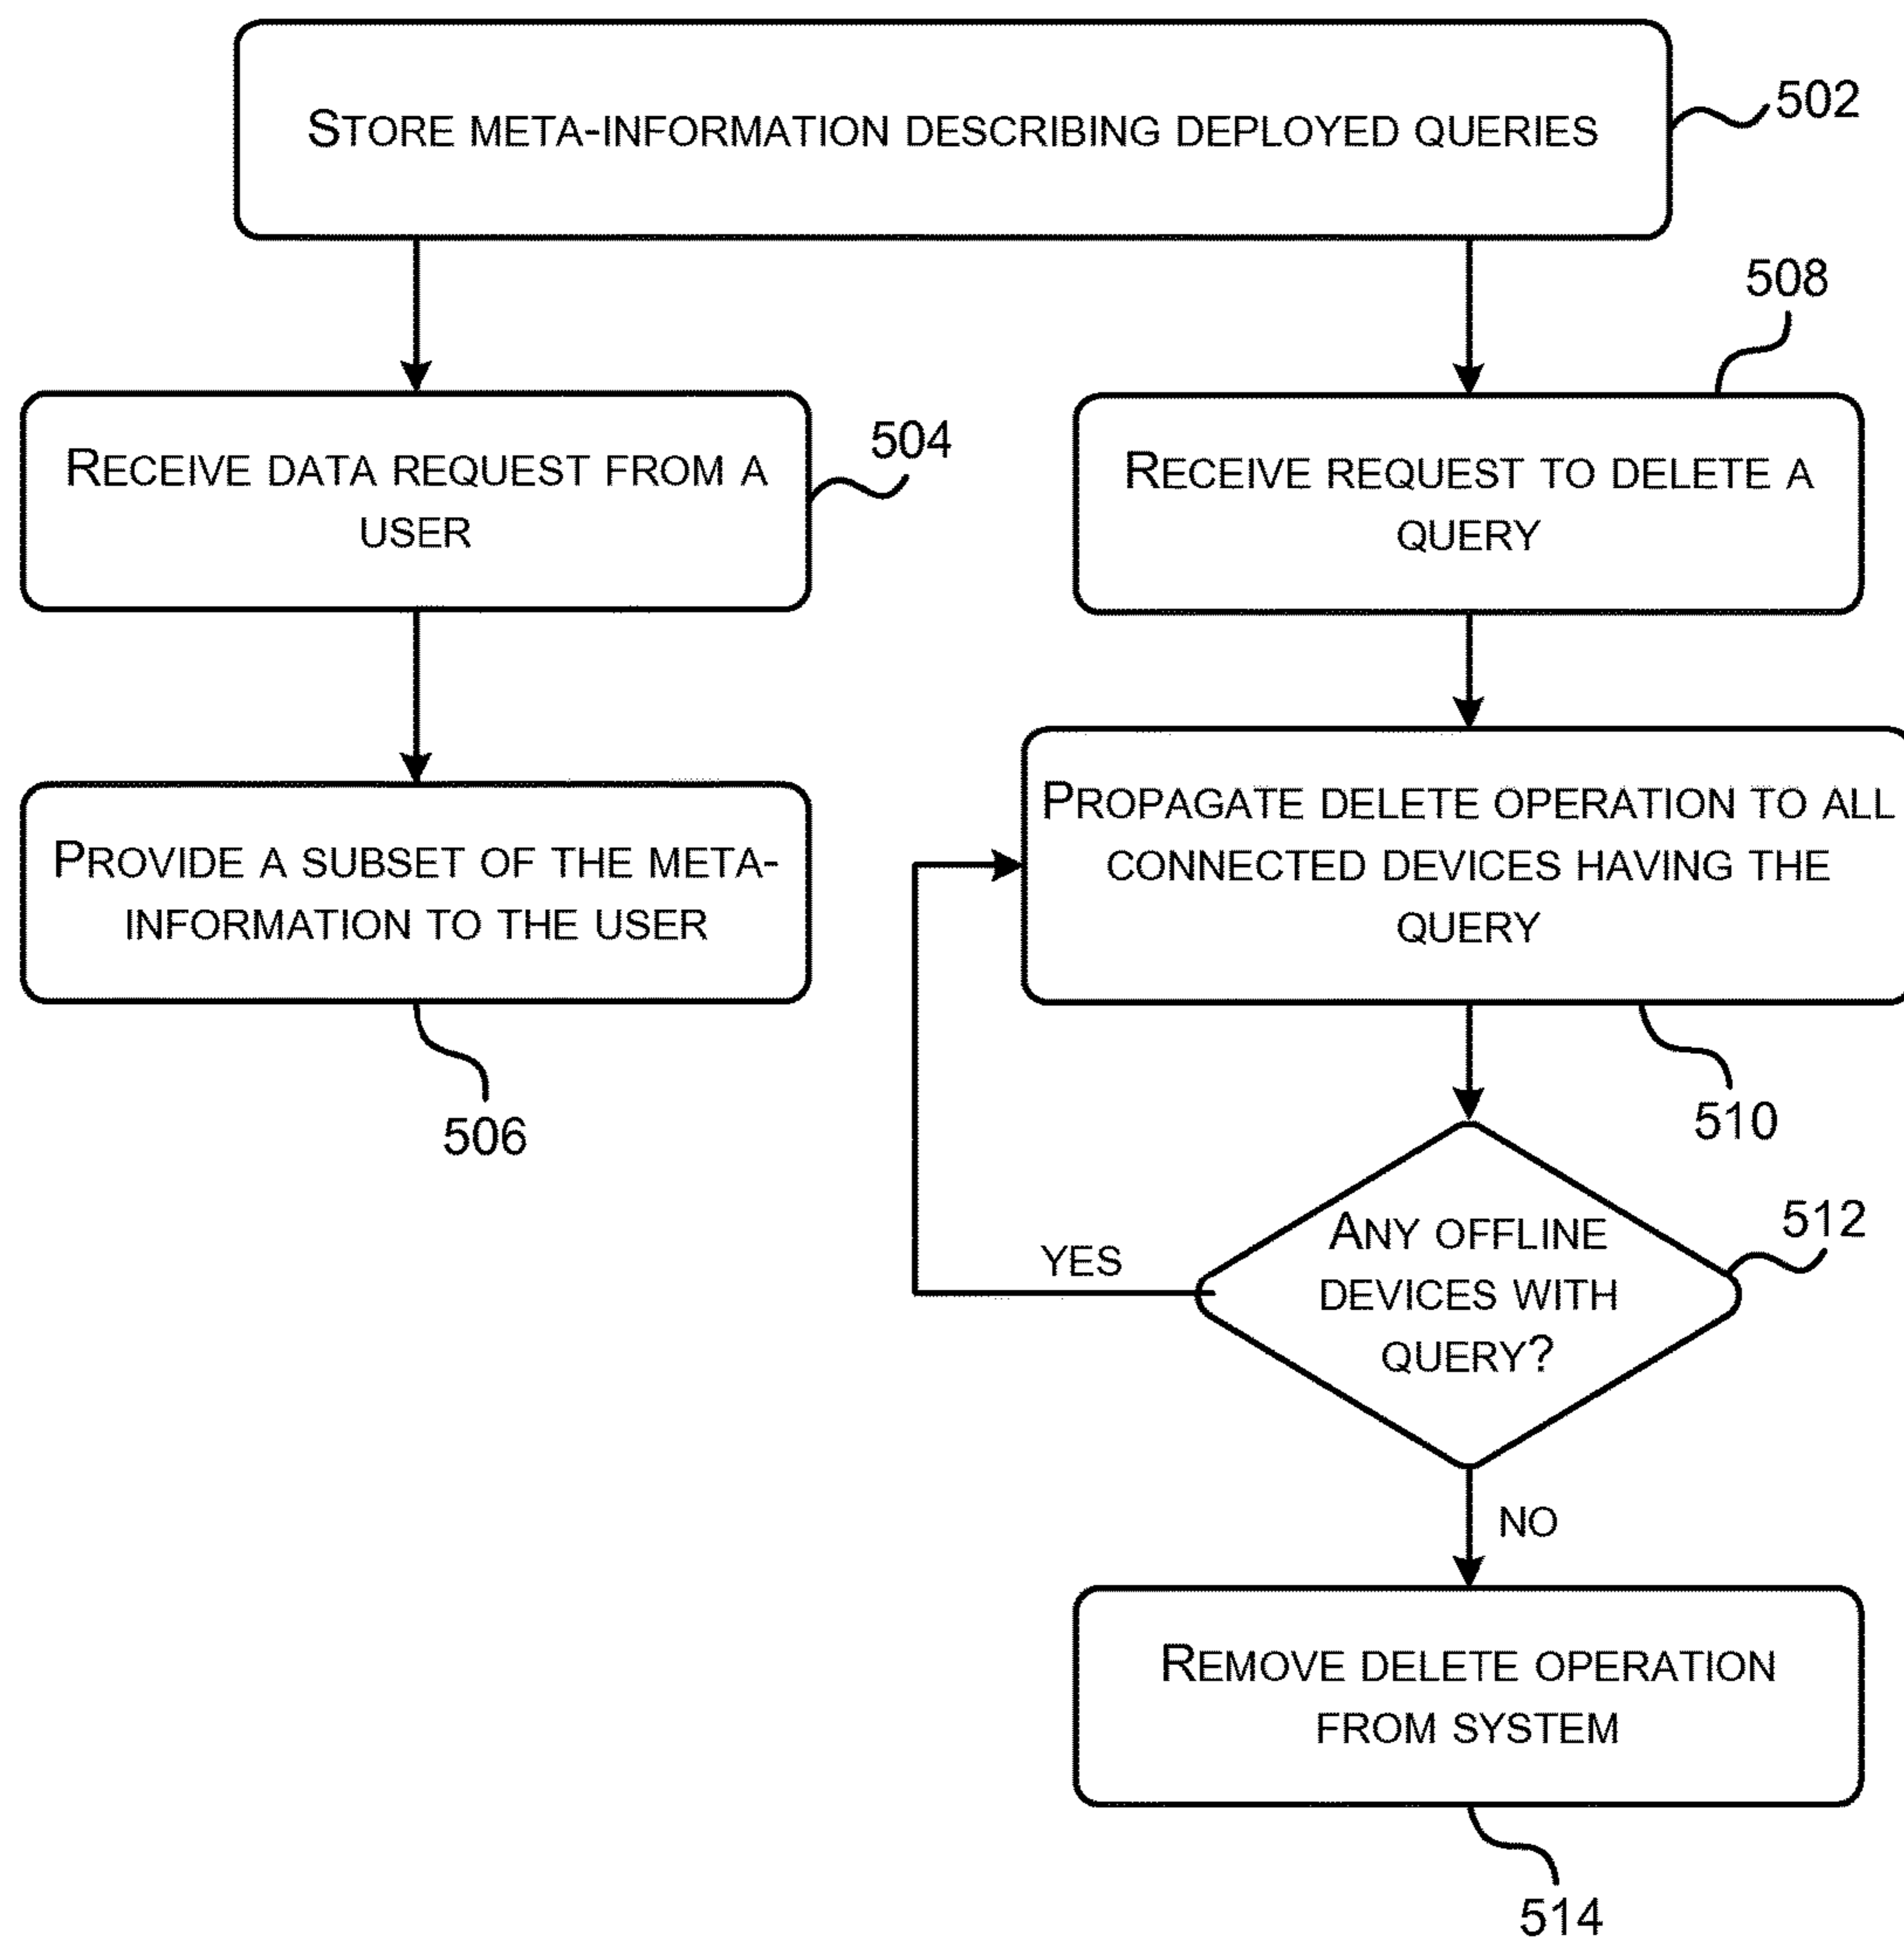 STORE META-INFORMATION DESCRIBING DEPLOYED QUERIES
502
508
RECEIVE DATA REQUEST FROM A
USER
504
RECEIVE REQUEST TO DELETE A
QUERY
PROVIDE A SUBSET OF THE META-
INFORMATION TO THE USER
506
PROPAGATE DELETE OPERATION TO ALL
CONNECTED DEVICES HAVING THE
QUERY
510
ANY OFFLINE
DEVICES WITH
QUERY?
512
YES
NO
REMOVE DELETE OPERATION
FROM SYSTEM
514